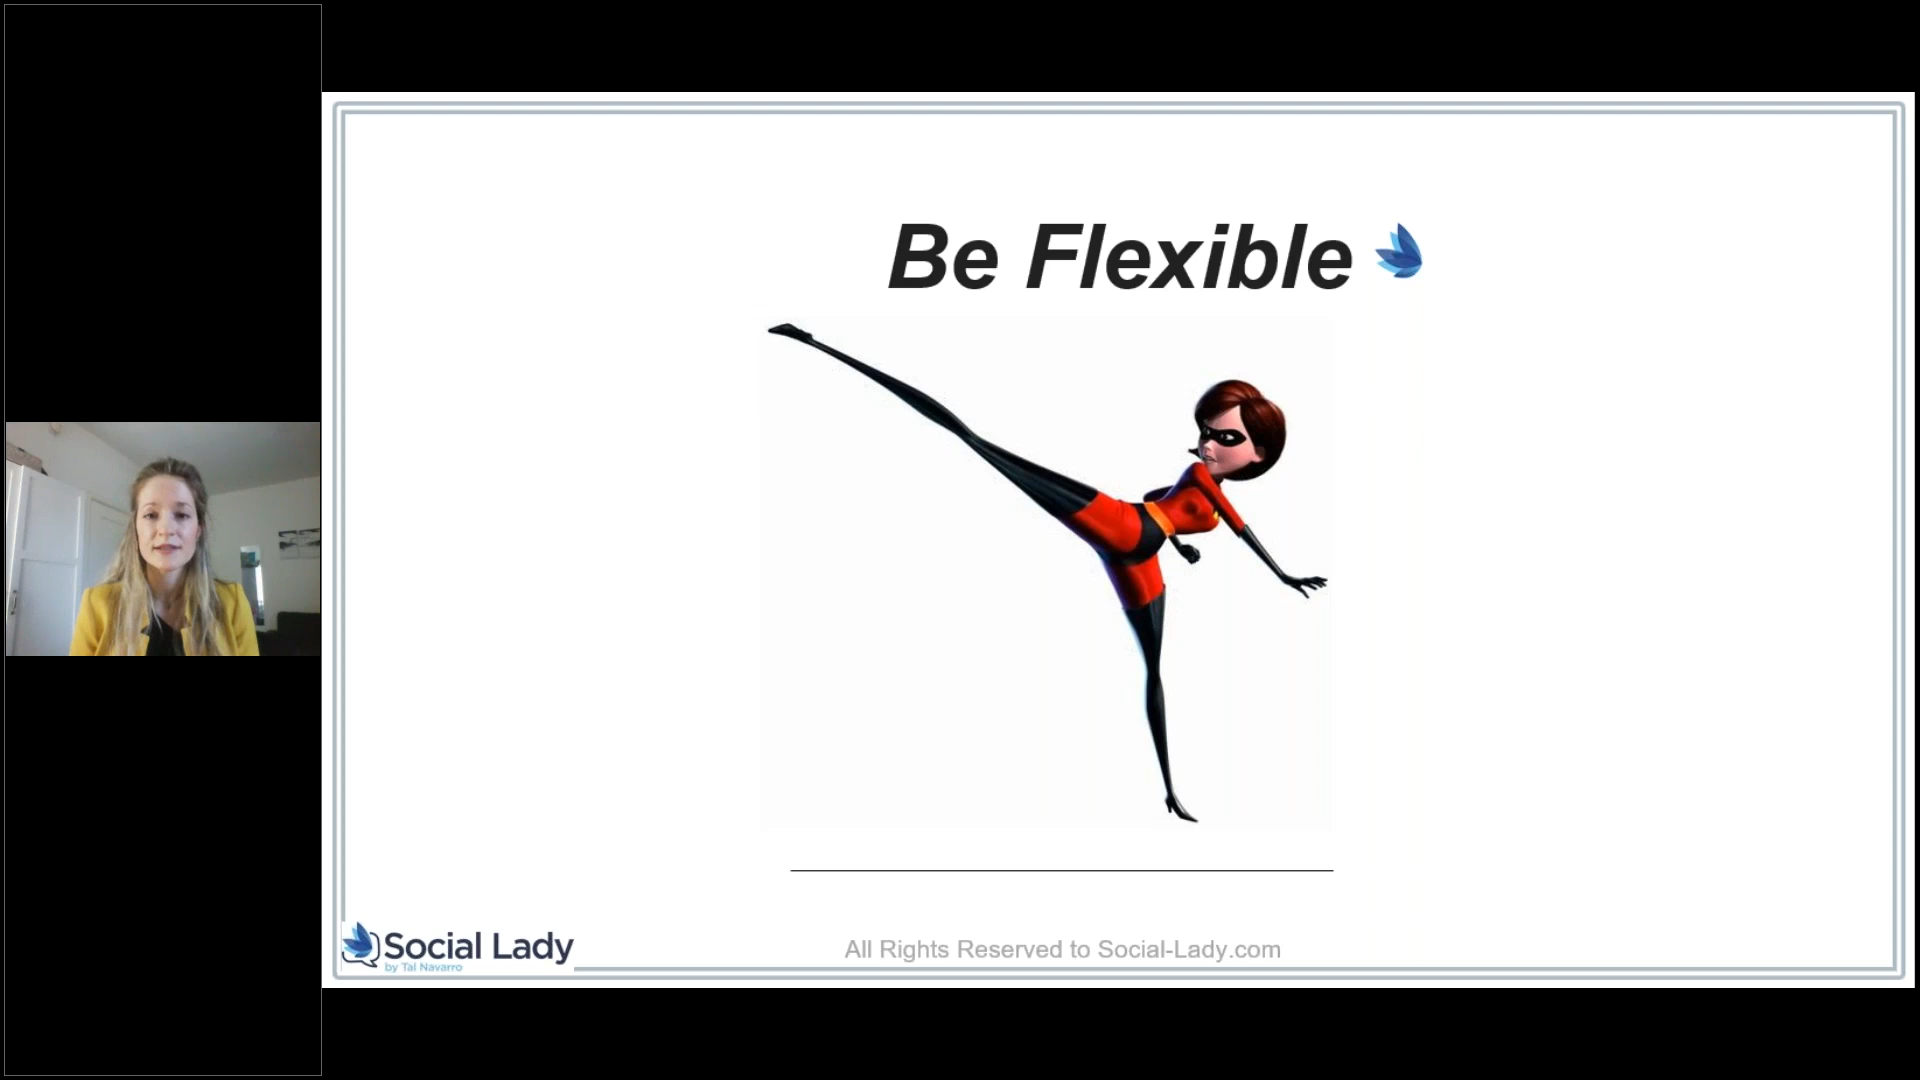 Be Flexible
Social Lady
by Tal Navarro
All Rights Reserved to Social-Lady.com